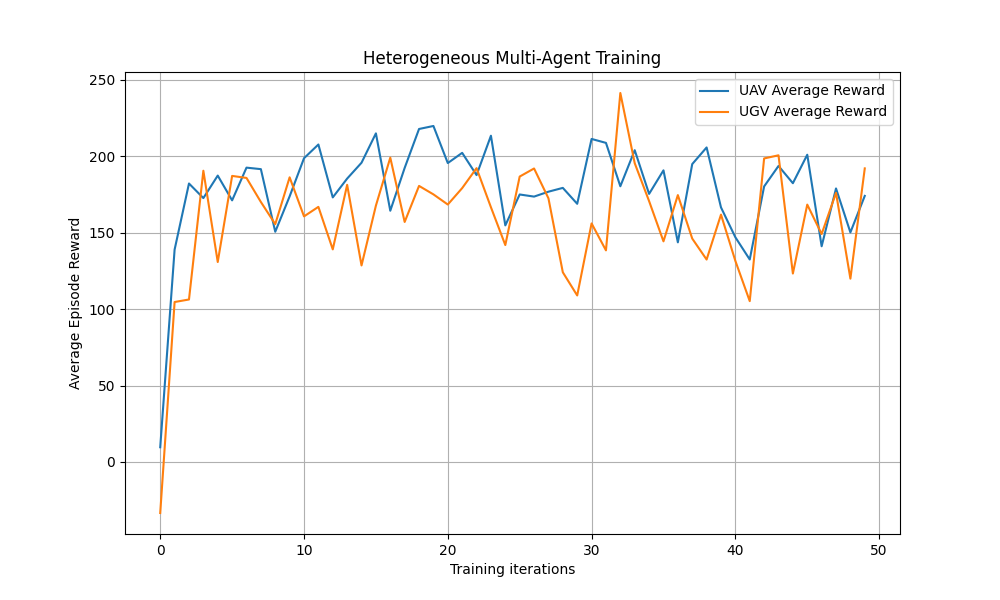 Heterogeneous Multi-Agent Training
UAV Average Reward
UGV Average Reward
Average Episode Reward
250
200
150
100
50
0
0 10 20 30 40 50
Training iterations